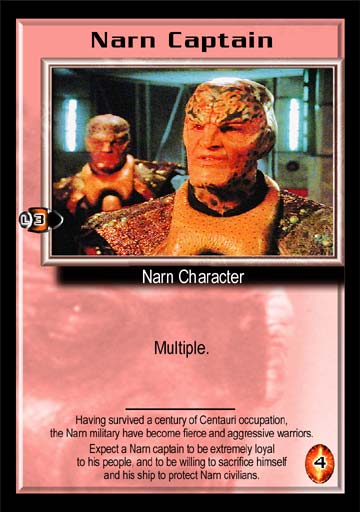 Narn Captain
L 3
Narn Character
Multiple.
Having survived a century of Centauri occupation,
the Narn military have become fierce and aggressive warriors.
Expect a Narn captain to be extremely loyal
to his people, and to be willing to sacrifice himself
and his ship to protect Narn civilians.
4